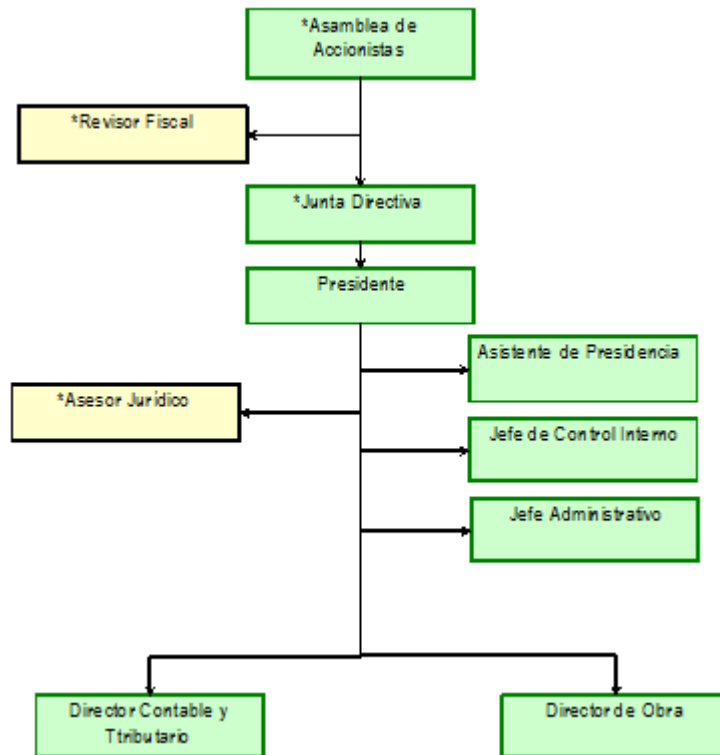 *Asamblea de
Accionistas
*Revisor Fiscal
*Junta Directiva
Presidente
Asistente de Presidencia
*Asesor Jurídico
Jefe de Control Interno
Jefe Administrativo
Director Contable y
Ttributario
Director de Obra